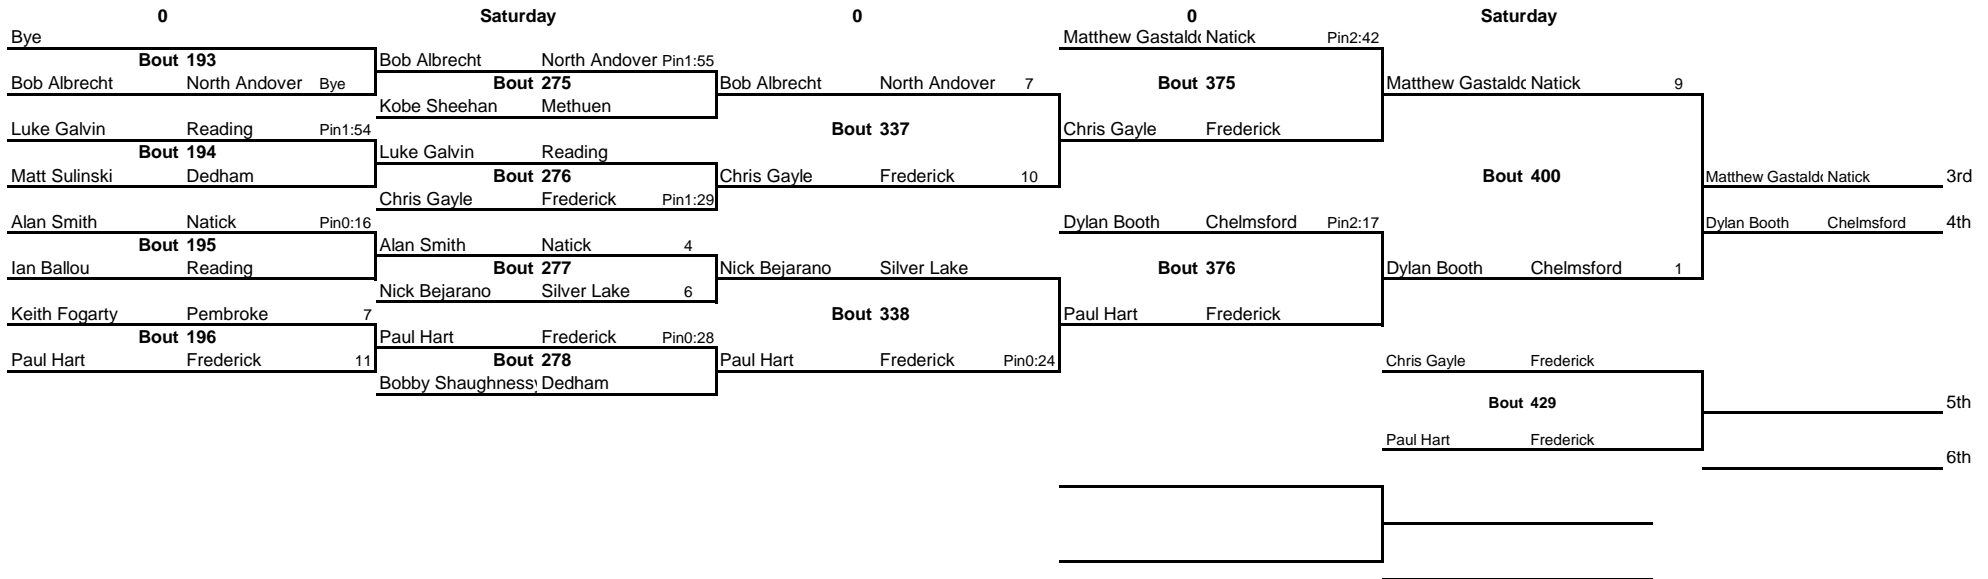 0 Saturday 0 0 Saturday
Bye Matthew Gastaldo Natick Pin2:42
Bout 193 Bob Albrecht North Andover Pin1:55
Bob Albrecht North Andover Bye Bout 275 Bob Albrecht North Andover 7 Bout 375 Matthew Gastaldo Natick 9
Kobe Sheehan Methuen
Luke Galvin Reading Pin1:54 Bout 337 Chris Gayle Frederick
Bout 194 Luke Galvin Reading
Matt Sulinski Dedham Bout 276 Chris Gayle Frederick 10 Bout 400 Matthew Gastaldo Natick 3rd
Chris Gayle Frederick Pin1:29
Alan Smith Natick Pin0:16 Dylan Booth Chelmsford Pin2:17 Dylan Booth Chelmsford 4th
Bout 195 Alan Smith Natick 4
Ian Ballou Reading Bout 277 Nick Bejarano Silver Lake Bout 376 Dylan Booth Chelmsford 1
Nick Bejarano Silver Lake 6
Keith Fogarty Pembroke 7 Bout 338 Paul Hart Frederick
Bout 196 Paul Hart Frederick Pin0:28
Paul Hart Frederick 11 Bout 278 Paul Hart Frederick Pin0:24 Chris Gayle Frederick
Bobby Shaughnessy Dedham
Bout 429 5th
Paul Hart Frederick
6th